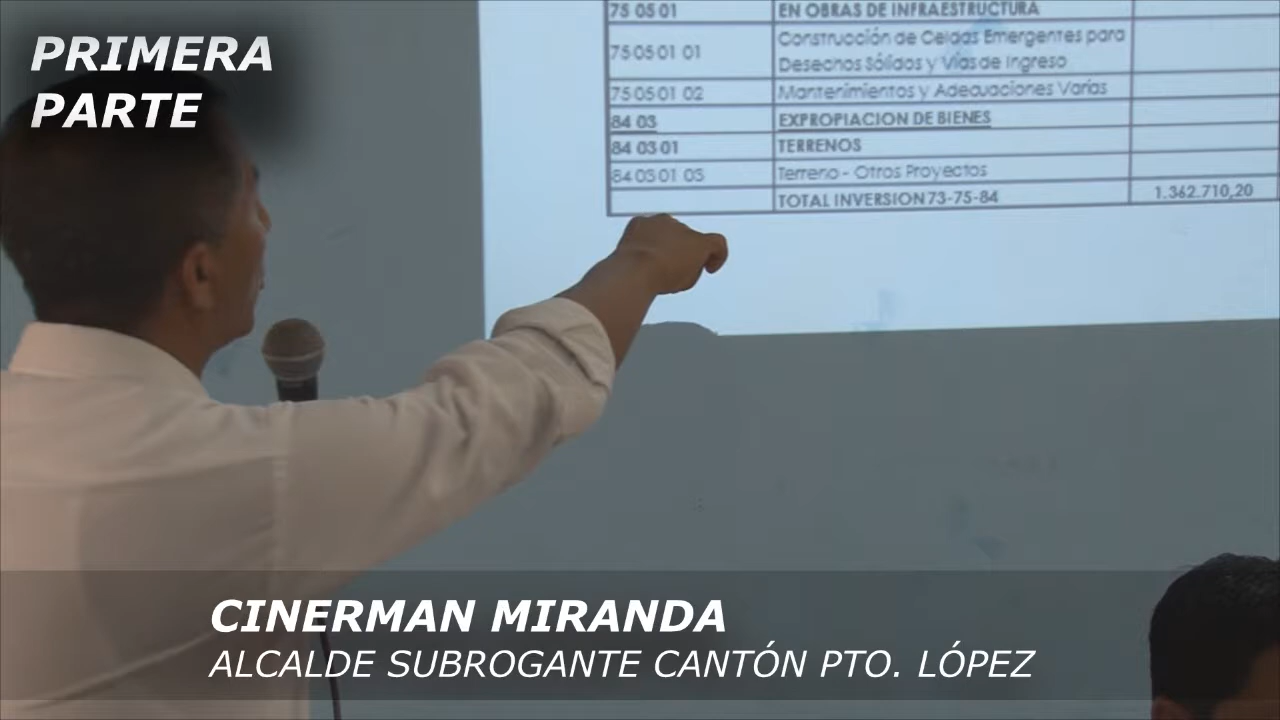 PRIMERA
PARTE
75 05 01 EN OBRAS DE INFRAESTRUCTURA
75 05 01 01 Construcción de Celdas Emergentes para
Desechos Sólidos y Vías de Ingreso
75 05 01 02 Mantenimientos y Adecuaciones Varias
84 03 EXPROPIACION DE BIENES
84 03 01 TERRENOS
84 03 01 03 Terreno - Otros Proyectos
TOTAL INVERSION 73-75-84 1.362.710,20
CINERMAN MIRANDA
ALCALDE SUBROGANTE CANTÓN PTO. LÓPEZ